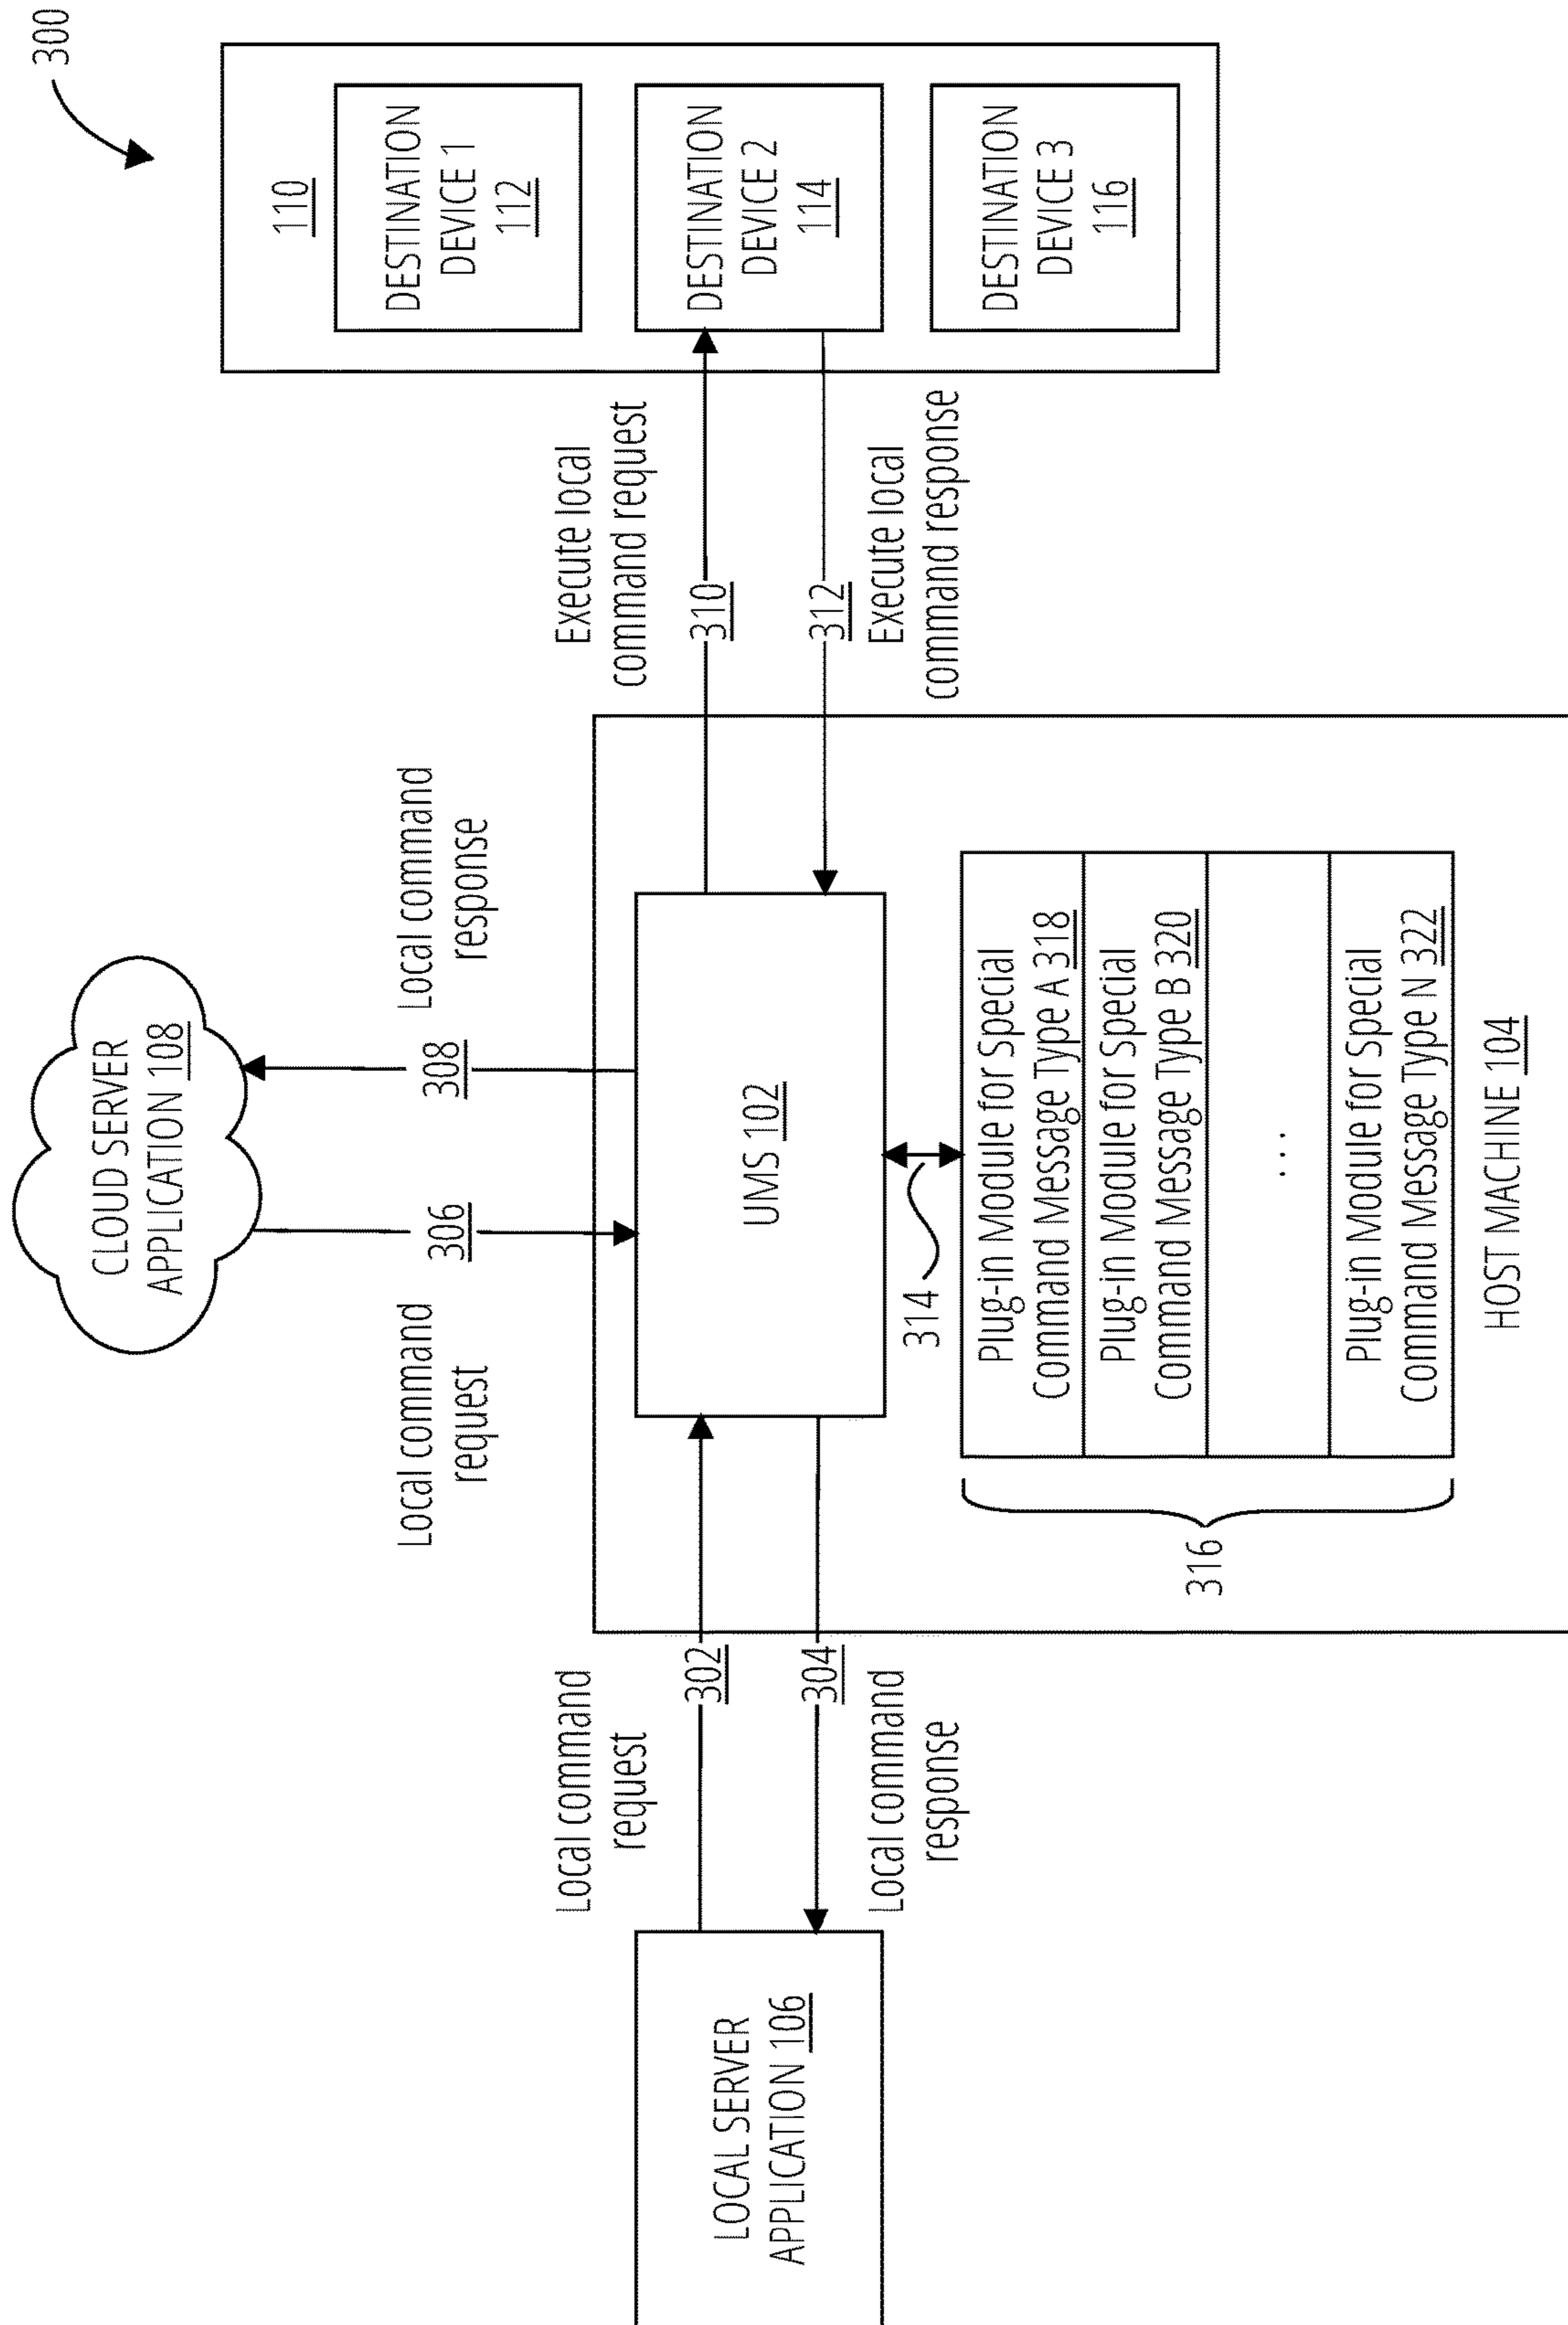 300
CLOUD SERVER
APPLICATION 108
Local command
request
306
308
Local command
response
110
DESTINATION
DEVICE 1
112
DESTINATION
DEVICE 2
114
DESTINATION
DEVICE 3
116
Local command
request
302
304
Local command
response
LOCAL SERVER
APPLICATION 106
UMS 102
Execute local
command request
310
312
Execute local
command response
314
316
Plug-in Module for Special
Command Message Type A 318
Plug-in Module for Special
Command Message Type B 320
...
Plug-in Module for Special
Command Message Type N 322
HOST MACHINE 104